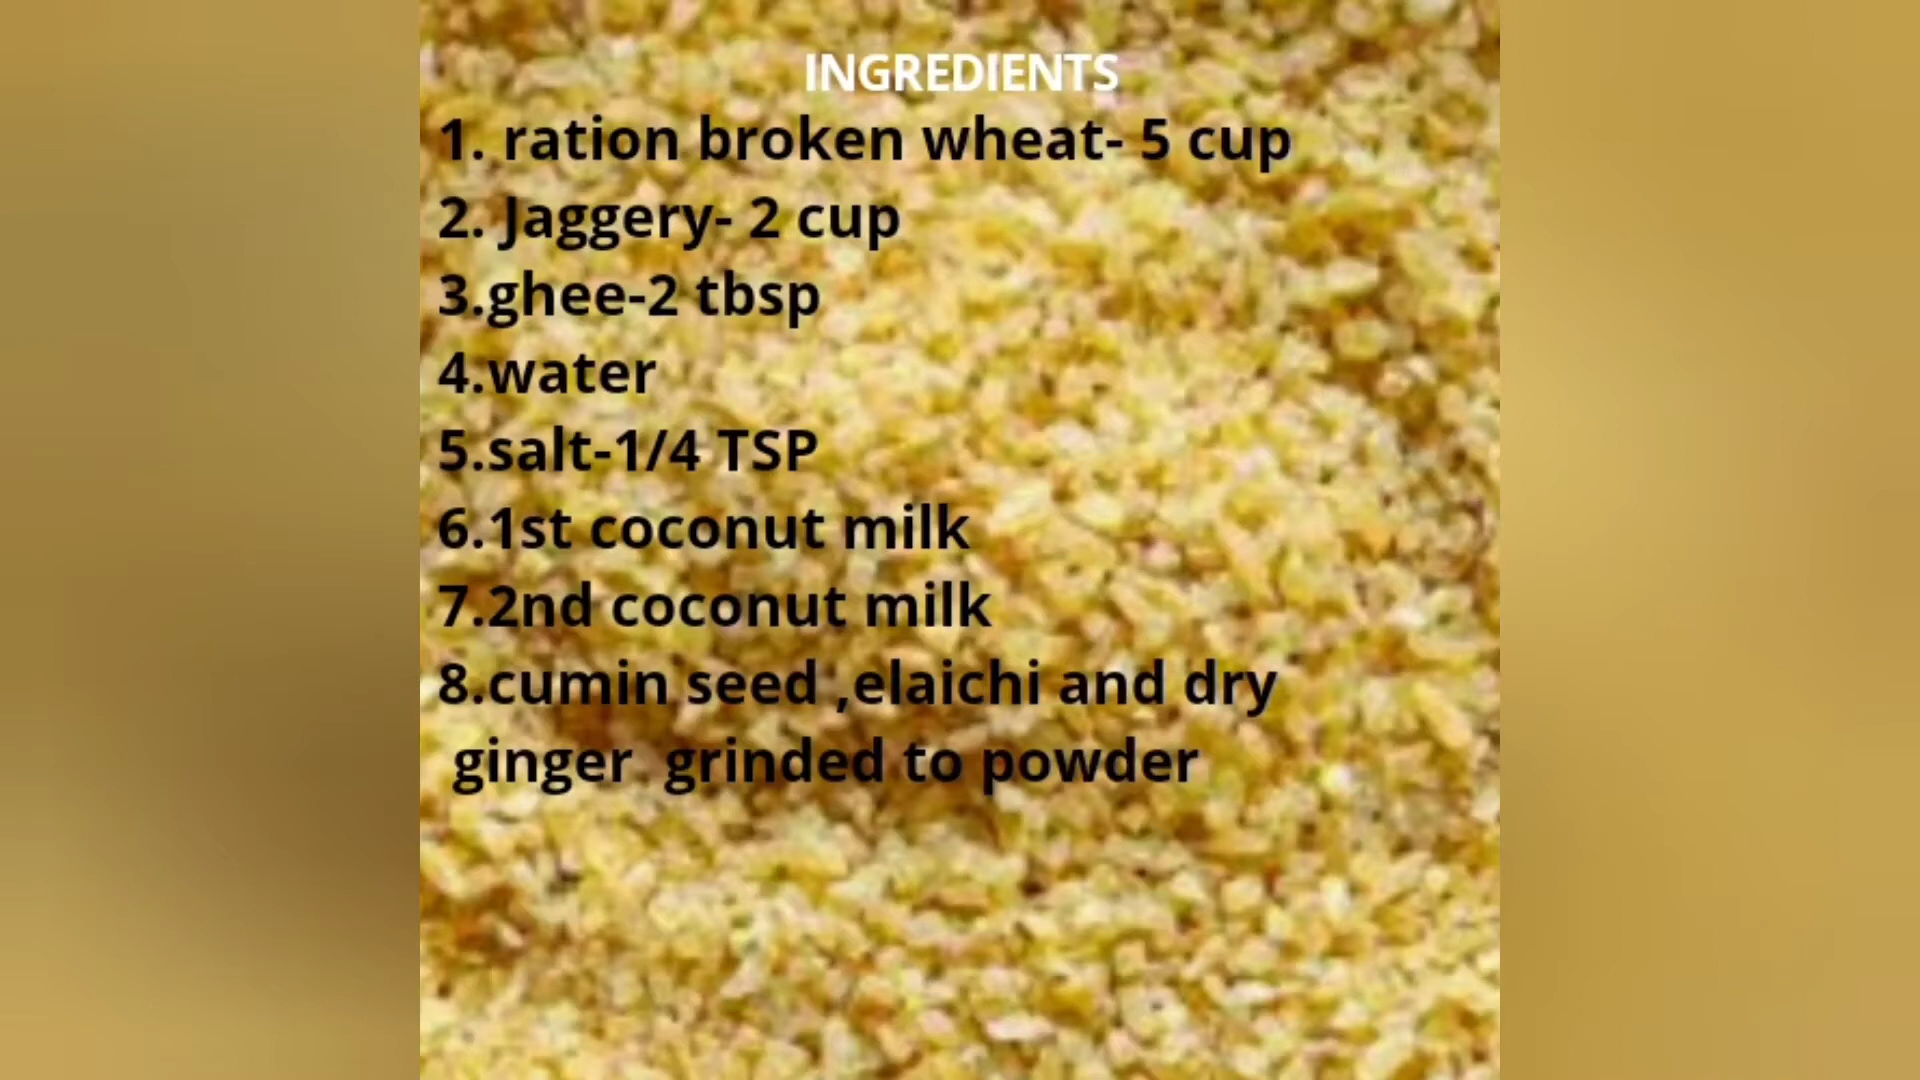 INGREDIENTS
1. ration broken wheat- 5 cup
2. Jaggery- 2 cup
3.ghee-2 tbsp
4.water
5.salt-1/4 TSP
6.1st coconut milk
7.2nd coconut milk
8.cumin seed ,elaichi and dry
ginger  grinded to powder